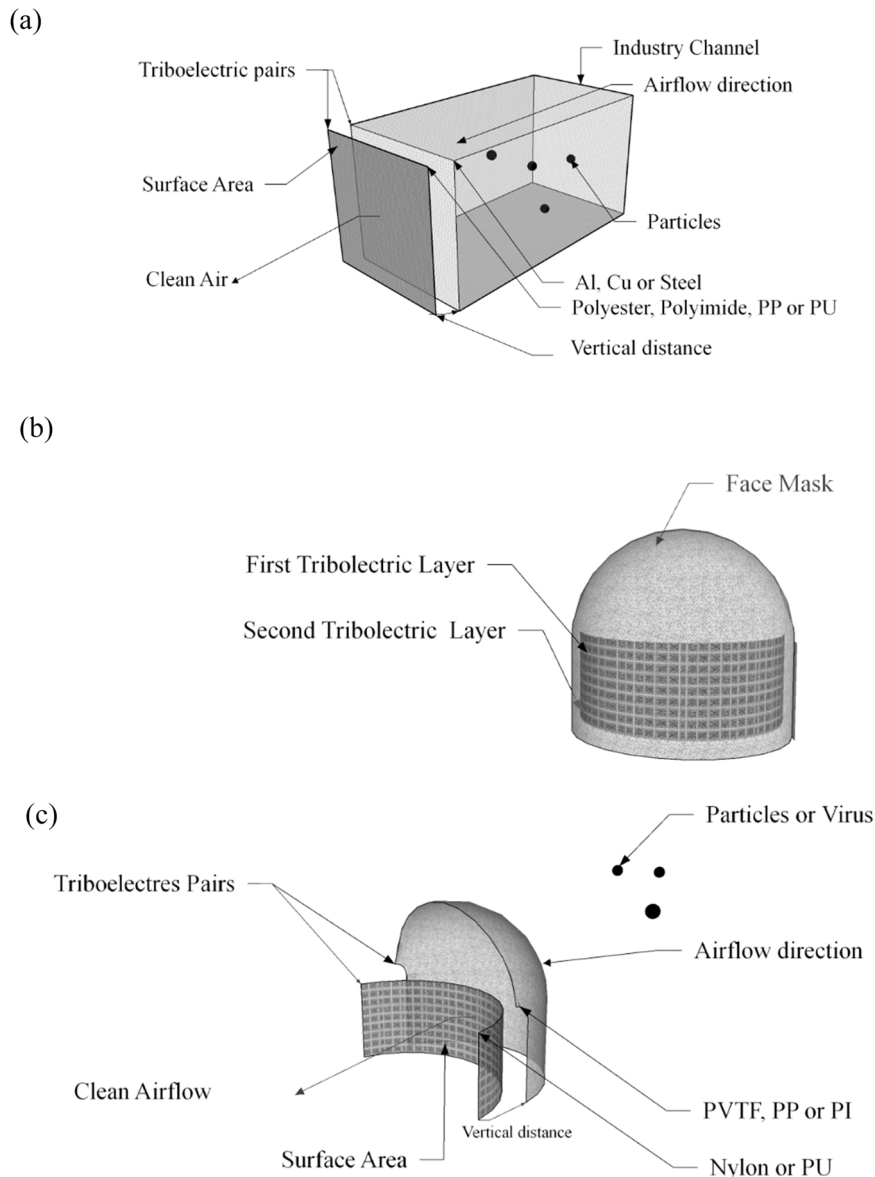 (a)
Industry Channel
Triboelectric pairs
Airflow direction
Surface Area
Particles
Clean Air
Al, Cu or Steel
Polyester, Polyimide, PP or PU
Vertical distance
(b)
Face Mask
First Tribolectric Layer
Second Tribolectric Layer
(c)
Particles or Virus
Triboelectres Pairs
Airflow direction
Clean Airflow
PVTF, PP or PI
Vertical distance
Surface Area
Nylon or PU